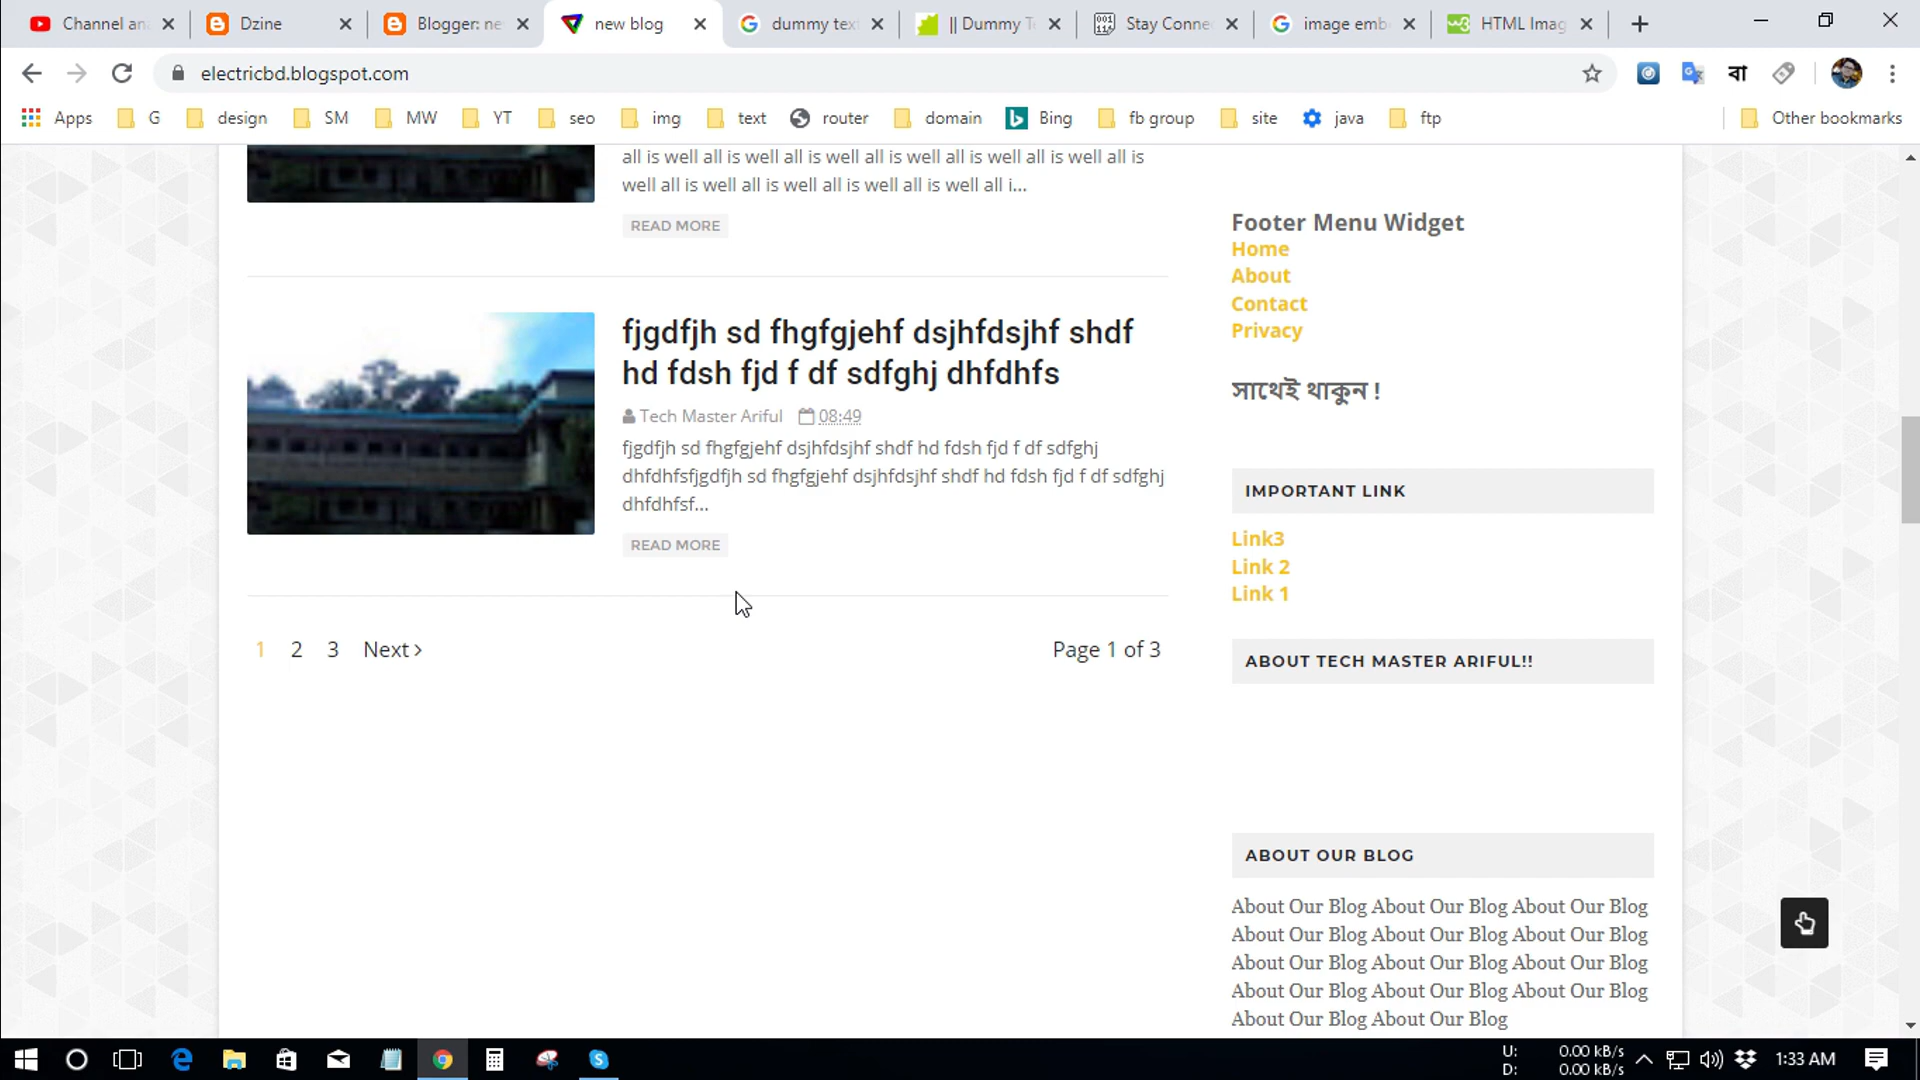 Channel an
Dzine
Blogger: ne
new blog
dummy tex
|| Dummy Te
Stay Conne
image emb
HTML Imag
electricbd.blogspot.com
বা
Apps
G
design
SM
MW
YT
seo
img
text
router
domain
Bing
fb group
site
java
ftp
Other bookmarks
all is well all is well all is well all is well all is well all is well all is
well all is well all is well all is well all is well all i...
READ MORE
fjgdfjh sd fhgfgjehf dsjhfdsjhf shdf
hd fdsh fjd f df sdfghj dhfdhfs
Tech Master Ariful 08:49
fjgdfjh sd fhgfgjehf dsjhfdsjhf shdf hd fdsh fjd f df sdfghj
dhfdhfsfjgdfjh sd fhgfgjehf dsjhfdsjhf shdf hd fdsh fjd f df sdfghj
dhfdhfsf...
READ MORE
1 2 3 Next ›
Page 1 of 3
Footer Menu Widget
Home
About
Contact
Privacy
সাথেই থাকুন !
IMPORTANT LINK
Link3
Link 2
Link 1
ABOUT TECH MASTER ARIFUL!!
ABOUT OUR BLOG
About Our Blog About Our Blog About Our Blog
About Our Blog About Our Blog About Our Blog
About Our Blog About Our Blog About Our Blog
About Our Blog About Our Blog About Our Blog
About Our Blog About Our Blog
U: 0.00 kB/s
D: 0.00 kB/s
1:33 AM